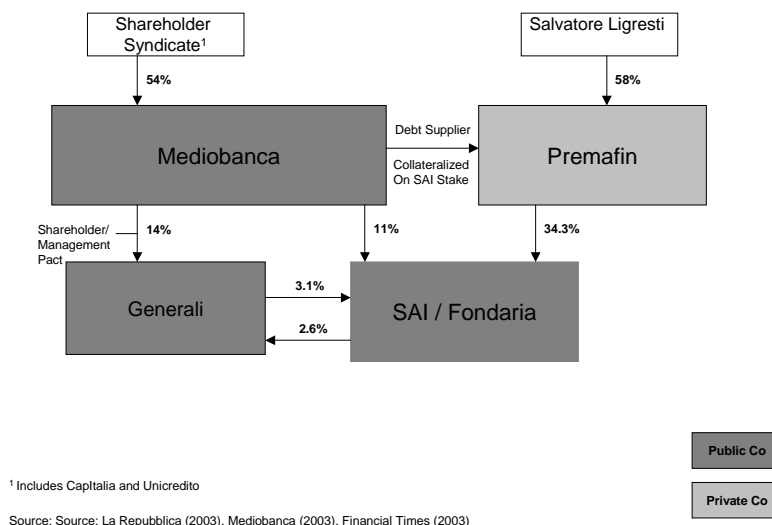 Shareholder
Syndicate¹
Salvatore Ligresti
54%
58%
Mediobanca
Debt Supplier
Collateralized
On SAI Stake
Premafin
Shareholder/
Management
Pact
14%
11%
34.3%
Generali
3.1%
2.6%
SAI / Fondaria
Public Co
Private Co
¹ Includes CapItalia and Unicredito
Source: Source: La Repubblica (2003), Mediobanca (2003), Financial Times (2003)